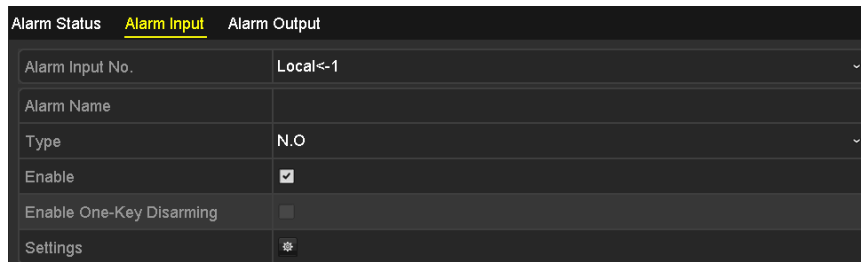 Alarm Status Alarm Input Alarm Output
Alarm Input No. Local<-1
Alarm Name
Type N.O
Enable
Enable One-Key Disarming
Settings